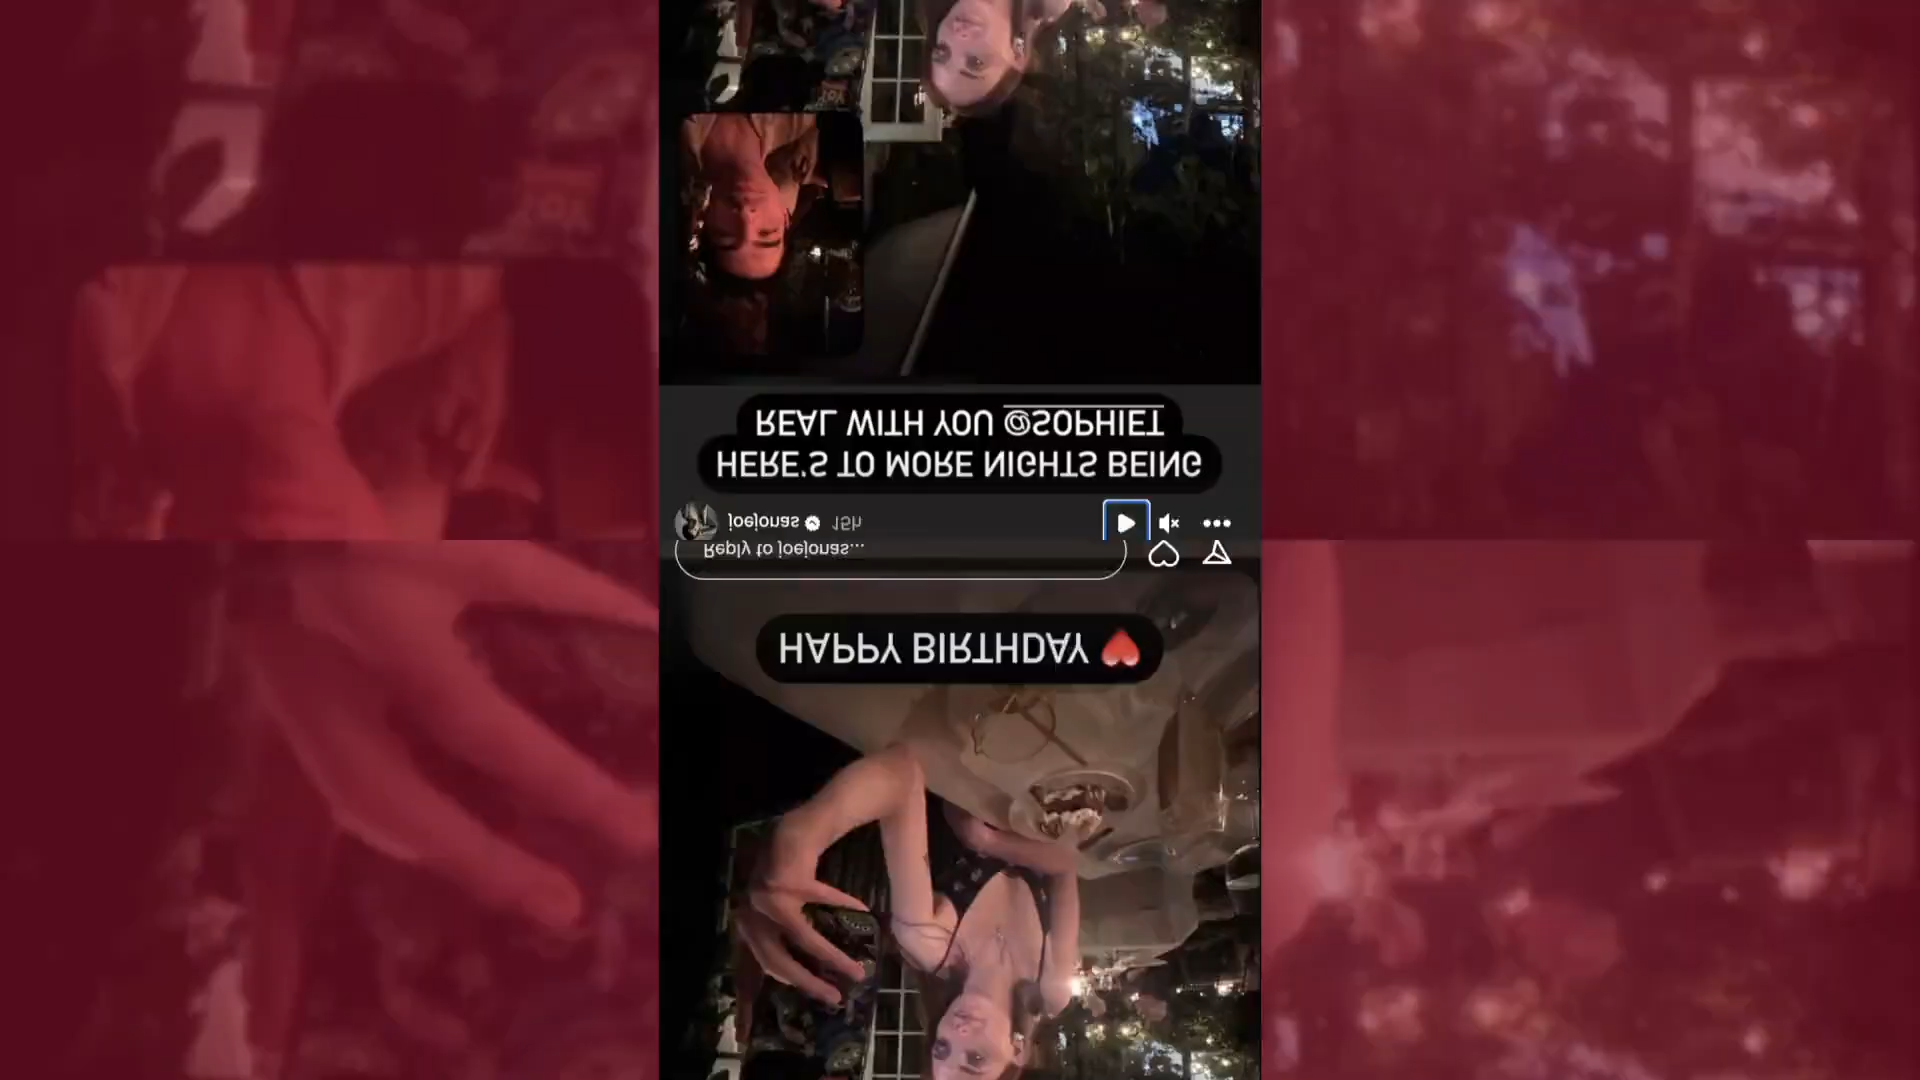 HERE'S TO MORE NIGHTS BEING
REAL WITH YOU @SOPHIET
joejonas 15h
Reply to joejonas...
HAPPY BIRTHDAY ❤️